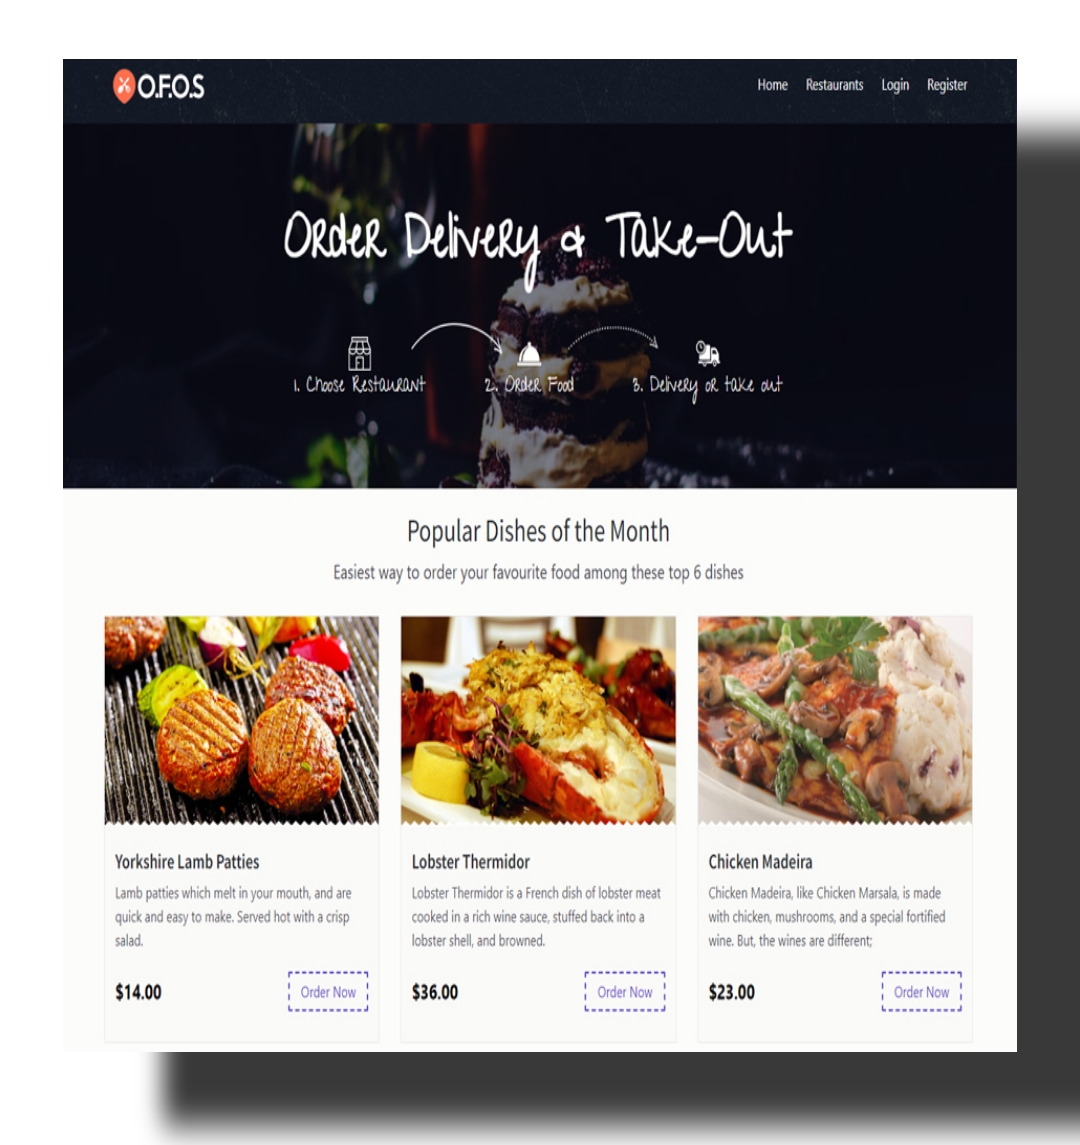 O.F.O.S
Home Restaurants Login Register
Order Delivery & Take-Out
1. Choose Restaurant
2. Order Food
3. Delivery or take out
Popular Dishes of the Month
Easiest way to order your favourite food among these top 6 dishes
Yorkshire Lamb Patties
Lamb patties which melt in your mouth, and are
quick and easy to make. Served hot with a crisp
salad.
$14.00 Order Now
Lobster Thermidor
Lobster Thermidor is a French dish of lobster meat
cooked in a rich wine sauce, stuffed back into a
lobster shell, and browned.
$36.00 Order Now
Chicken Madeira
Chicken Madeira, like Chicken Marsala, is made
with chicken, mushrooms, and a special fortified
wine. But, the wines are different;
$23.00 Order Now